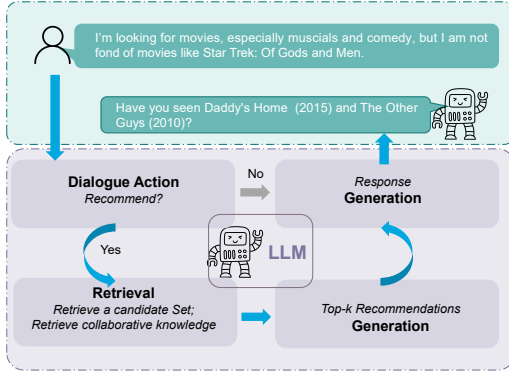 I'm looking for movies, especially muscials and comedy, but I am not
fond of movies like Star Trek: Of Gods and Men.
Have you seen Daddy's Home (2015) and The Other
Guys (2010)?
Dialogue Action
Recommend?
No
Response
Generation
Yes
LLM
Retrieval
Retrieve a candidate Set;
Retrieve collaborative knowledge
Top-k Recommendations
Generation